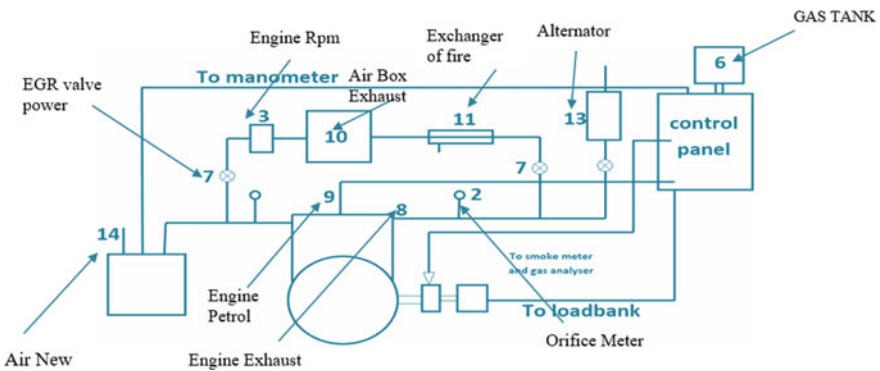 GAS TANK
Engine Rpm
Exchanger
of fire
Alternator
6
EGR valve
power
To manometer
Air Box
Exhaust
3
10
11
13
control
panel
7
7
9
8
2
14
To smoke meter
and gas analyser
Engine
Petrol
To loadbank
Orifice Meter
Air New
Engine Exhaust